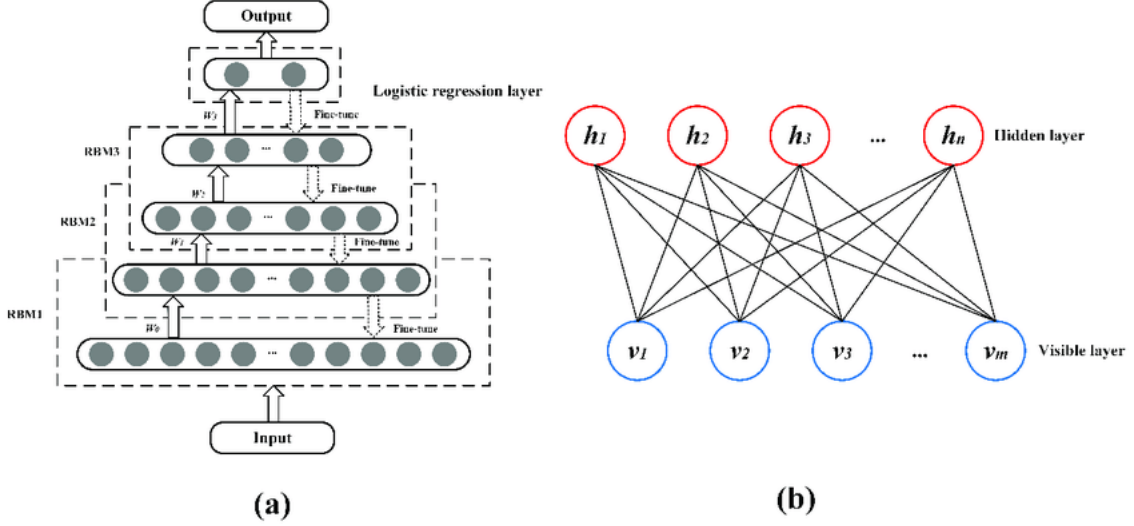 Output
Logistic regression layer
W3
Fine-tune
RBM3
...
W2
Fine-tune
RBM2
...
W1
Fine-tune
RBM1
...
W0
Fine-tune
...
Input
(a)
h1 h2 h3 ... hn Hidden layer
v1 v2 v3 ... vm Visible layer
(b)